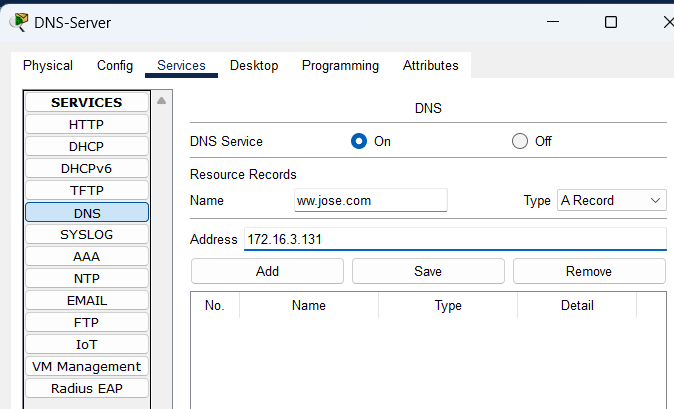 DNS-Server
Physical Config Services Desktop Programming Attributes
SERVICES
HTTP
DHCP
DHCPv6
TFTP
DNS
SYSLOG
AAA
NTP
EMAIL
FTP
IoT
VM Management
Radius EAP
DNS
DNS Service On Off
Resource Records
Name ww.jose.com Type A Record
Address 172.16.3.131
Add Save Remove
No. Name Type Detail